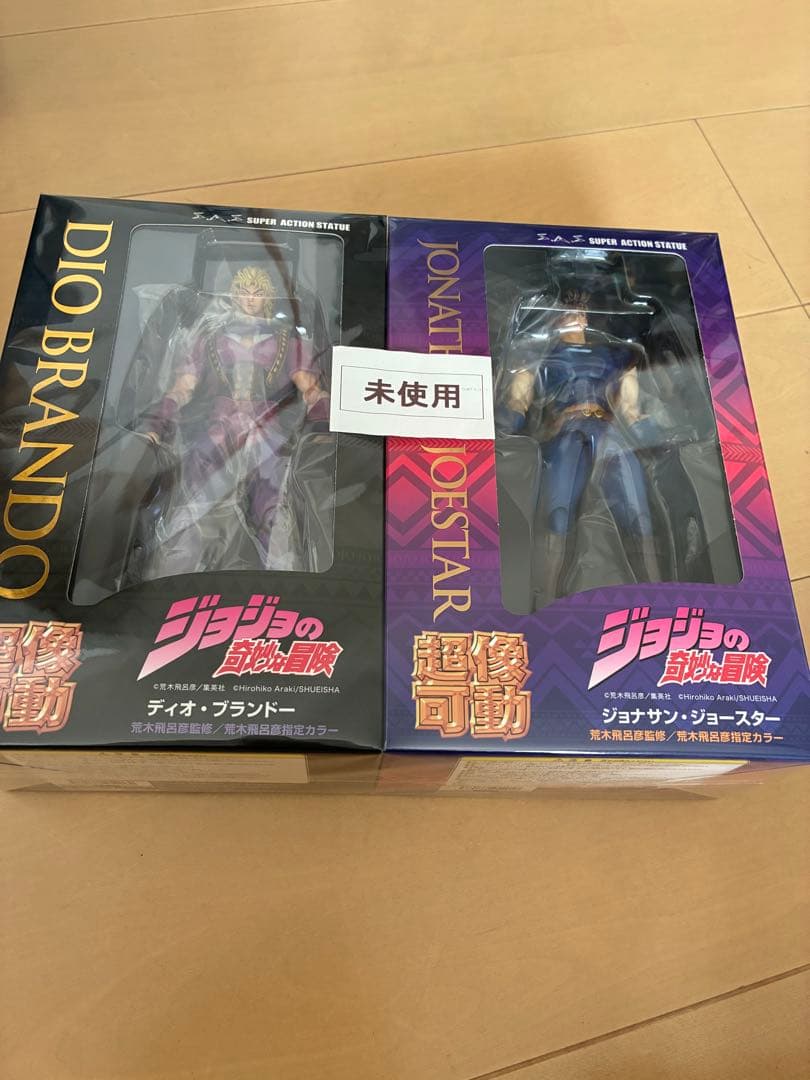 S.A.S SUPER ACTION STATUE
DIO BRANDO
ジョジョの
奇妙な冒険
©荒木飛呂彦/集英社 ©Hirohiko Araki/SHUEISHA
超像
可動
ディオ・ブランドー
荒木飛呂彦監修/荒木飛呂彦指定カラー
未使用
S.A.S SUPER ACTION STATUE
JONATH
JOESTAR
ジョジョの
奇妙な冒険
©荒木飛呂彦/集英社 ©Hirohiko Araki/SHUEISHA
超像
可動
ジョナサン・ジョースター
荒木飛呂彦監修/荒木飛呂彦指定カラー